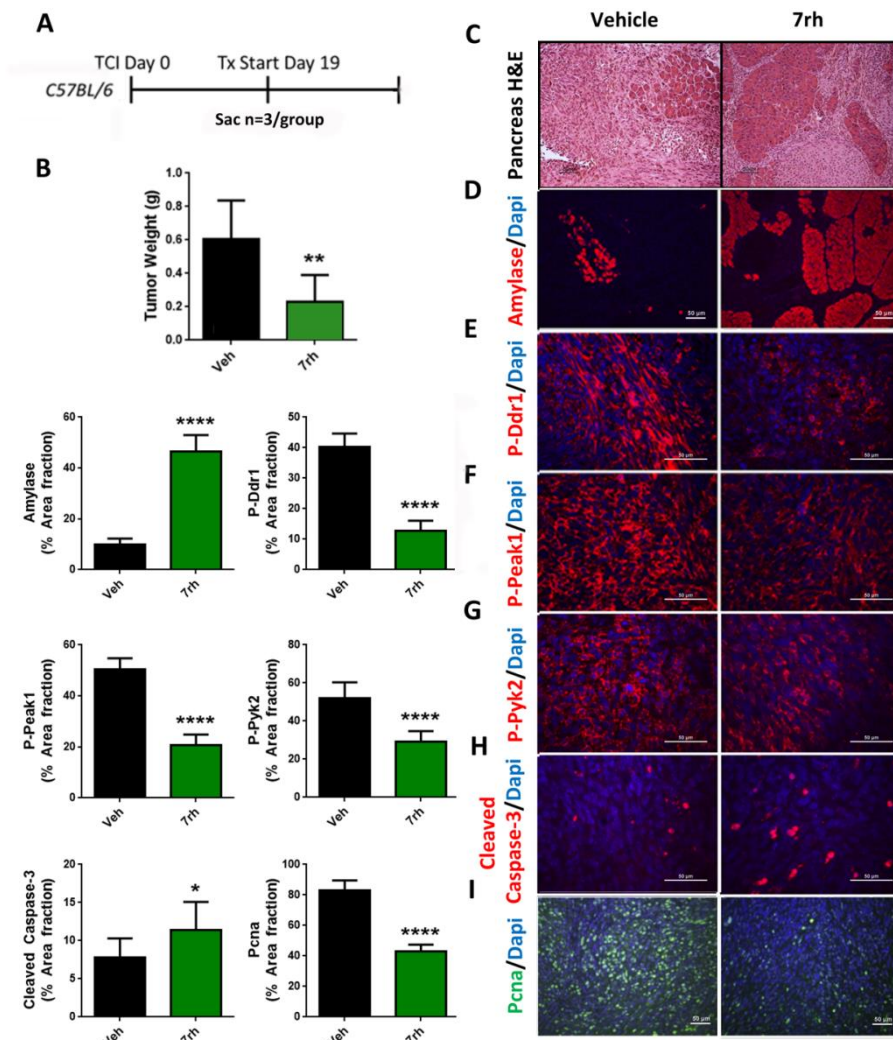 A
TCI Day 0 Tx Start Day 19
C57BL/6
Sac n=3/group
B
Tumor Weight (g)
1.0
0.8
0.6
0.4
0.2
0.0
**
Veh 7rh
Amylase
(% Area fraction)
60
40
20
0
****
Veh 7rh
P-Ddr1
(% Area fraction)
50
40
30
20
10
0
****
Veh 7rh
P-Peak1
(% Area fraction)
60
40
20
0
****
Veh 7rh
P-Pyk2
(% Area fraction)
80
60
40
20
0
****
Veh 7rh
Cleaved Caspase-3
(% Area fraction)
20
15
10
5
0
*
Veh 7rh
Pcna
(% Area fraction)
100
80
60
40
20
0
****
Veh 7rh
Vehicle 7rh
C
Pancreas H&E
D
Amylase/Dapi
50 µm 50 µm
E
P-Ddr1/Dapi
50 µm 50 µm
F
P-Peak1/Dapi
50 µm 50 µm
G
P-Pyk2/Dapi
50 µm 50 µm
H
Cleaved
Caspase-3/Dapi
50 µm 50 µm
I
Pcna/Dapi
50 µm 50 µm